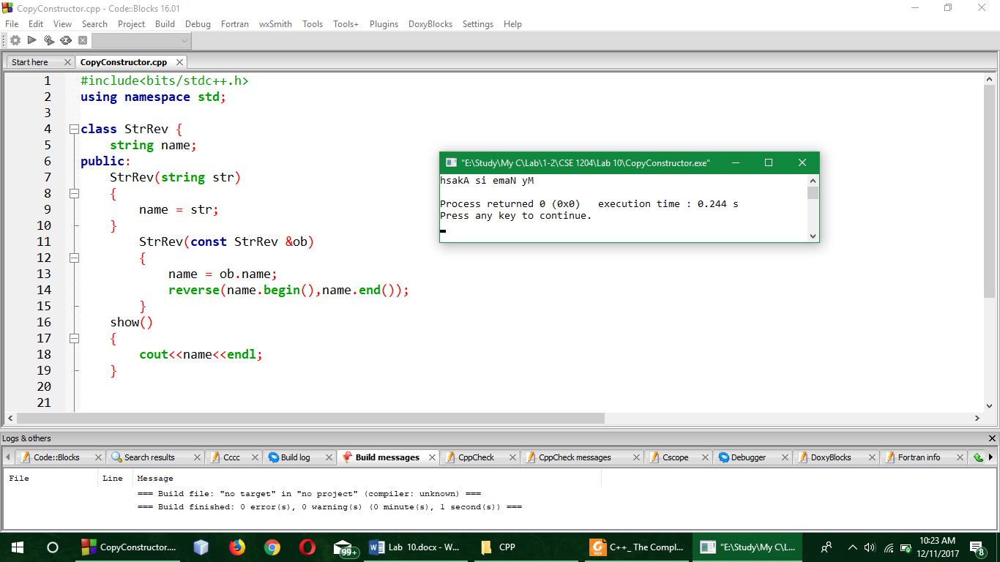 CopyConstructor.cpp - Code::Blocks 16.01
File Edit View Search Project Build Debug Fortran wxSmith Tools Tools+ Plugins DoxyBlocks Settings Help
Start here CopyConstructor.cpp
1 #include<bits/stdc++.h>
2 using namespace std;
3
4 class StrRev {
5     string name;
6 public:
7     StrRev(string str)
8     {
9         name = str;
10     }
11         StrRev(const StrRev &ob)
12         {
13             name = ob.name;
14             reverse(name.begin(),name.end());
15         }
16     show()
17     {
18         cout<<name<<endl;
19     }
20
21
"E:\Study\My C\Lab\1-2\CSE 1204\Lab 10\CopyConstructor.exe"
hsakA si emaN yM
Process returned 0 (0x0)   execution time : 0.244 s
Press any key to continue.
Logs & others
Code::Blocks Search results Cccc Build log Build messages CppCheck CppCheck messages Cscope Debugger DoxyBlocks Fortran info
File Line Message
=== Build file: "no target" in "no project" (compiler: unknown) ===
=== Build finished: 0 error(s), 0 warning(s) (0 minute(s), 1 second(s)) ===
CopyConstructor.... 99+ Lab 10.docx - W... CPP PDF C++_ The Compl... "E:\Study\My C\L... 10:23 AM
12/11/2017 8